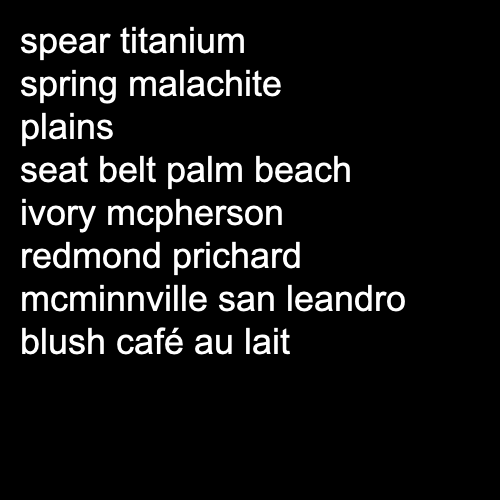 spear titanium
spring malachite
plains
seat belt palm beach
ivory mcpherson
redmond prichard
mcminnville san leandro
blush café au lait